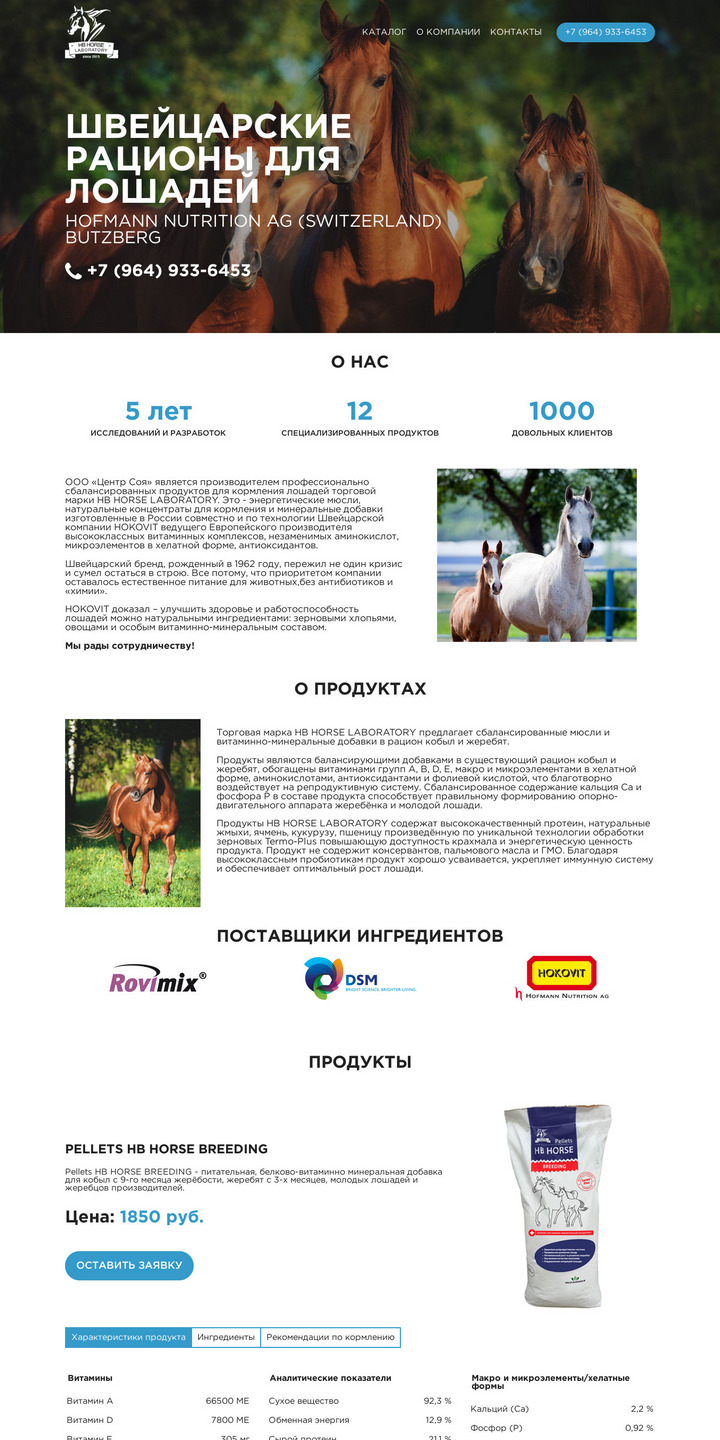 HB HORSE
LABORATORY
since 2015
КАТАЛОГ О КОМПАНИИ КОНТАКТЫ +7 (964) 933-6453
ШВЕЙЦАРСКИЕ
РАЦИОНЫ ДЛЯ
ЛОШАДЕЙ
HOFMANN NUTRITION AG (SWITZERLAND)
BUTZBERG
+7 (964) 933-6453
О НАС
5 лет
ИССЛЕДОВАНИЙ И РАЗРАБОТОК
12
СПЕЦИАЛИЗИРОВАННЫХ ПРОДУКТОВ
1000
ДОВОЛЬНЫХ КЛИЕНТОВ
ООО «Центр Соя» является производителем профессионально
сбалансированных продуктов для кормления лошадей торговой
марки HB HORSE LABORATORY. Это - энергетические мюсли,
натуральные концентраты для кормления и минеральные добавки
изготовленные в России совместно и по технологии Швейцарской
компании HOKOVIT ведущего Европейского производителя
высококлассных витаминных комплексов, незаменимых аминокислот,
микроэлементов в хелатной форме, антиоксидантов.
Швейцарский бренд, рожденный в 1962 году, пережил не один кризис
и сумел остаться в строю. Все потому, что приоритетом компании
оставалось естественное питание для животных,без антибиотиков и
«химии».
HOKOVIT доказал – улучшить здоровье и работоспособность
лошадей можно натуральными ингредиентами: зерновыми хлопьями,
овощами и особым витаминно-минеральным составом.
Мы рады сотрудничеству!
О ПРОДУКТАХ
Торговая марка HB HORSE LABORATORY предлагает сбалансированные мюсли и
витаминно-минеральные добавки в рацион кобыл и жеребят.
Продукты являются балансирующими добавками в существующий рацион кобыл и
жеребят, обогащены витаминами групп A, B, D, E, макро и микроэлементами в хелатной
форме, аминокислотами, антиоксидантами и фолиевой кислотой, что благотворно
воздействует на репродуктивную систему. Сбалансированное содержание кальция Ca и
фосфора P в составе продукта способствует правильному формированию опорно-
двигательного аппарата жеребёнка и молодой лошади.
Продукты HB HORSE LABORATORY содержат высококачественный протеин, натуральные
жмыхи, ячмень, кукурузу, пшеницу произведённую по уникальной технологии обработки
зерновых Termo-Plus повышающую доступность крахмала и энергетическую ценность
продукта. Продукт не содержит консервантов, пальмового масла и ГМО. Благодаря
высококлассным пробиотикам продукт хорошо усваивается, укрепляет иммунную систему
и обеспечивает оптимальный рост лошади.
ПОСТАВЩИКИ ИНГРЕДИЕНТОВ
Rovimix®
DSM
BRIGHT SCIENCE. BRIGHTER LIVING.
HOKOVIT
h HOFMANN NUTRITION AG
ПРОДУКТЫ
PELLETS HB HORSE BREEDING
Pellets HB HORSE BREEDING - питательная, белково-витаминно минеральная добавка
для кобыл с 9-го месяца жерёбости, жеребят с 3-х месяцев, молодых лошадей и
жеребцов производителей.
Цена: 1850 руб.
ОСТАВИТЬ ЗАЯВКУ
Pellets
HB HORSE
BREEDING
Характеристики продукта Ингредиенты Рекомендации по кормлению
Витамины
Витамин A 66500 МЕ
Витамин D 7800 МЕ
Витамин E 305 мг
Аналитические показатели
Сухое вещество 92,3 %
Обменная энергия 12,9 %
Сырой протеин 21,1 %
Макро и микроэлементы/хелатные
формы
Кальций (Ca) 2,2 %
Фосфор (P) 0,92 %